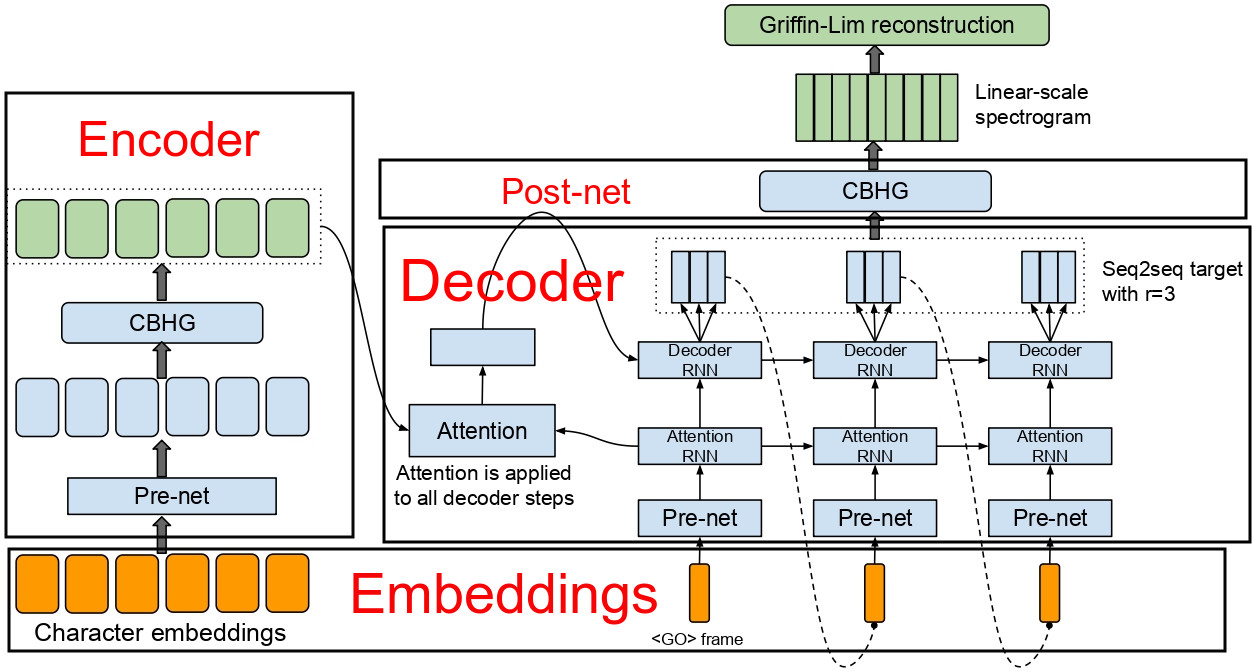 Griffin-Lim reconstruction
Linear-scale
spectrogram
Encoder
CBHG
Pre-net
Post-net
CBHG
Decoder
Seq2seq target
with r=3
Decoder
RNN
Decoder
RNN
Decoder
RNN
Attention
Attention is applied
to all decoder steps
Attention
RNN
Attention
RNN
Attention
RNN
Pre-net
Pre-net
Pre-net
Embeddings
Character embeddings
<GO> frame